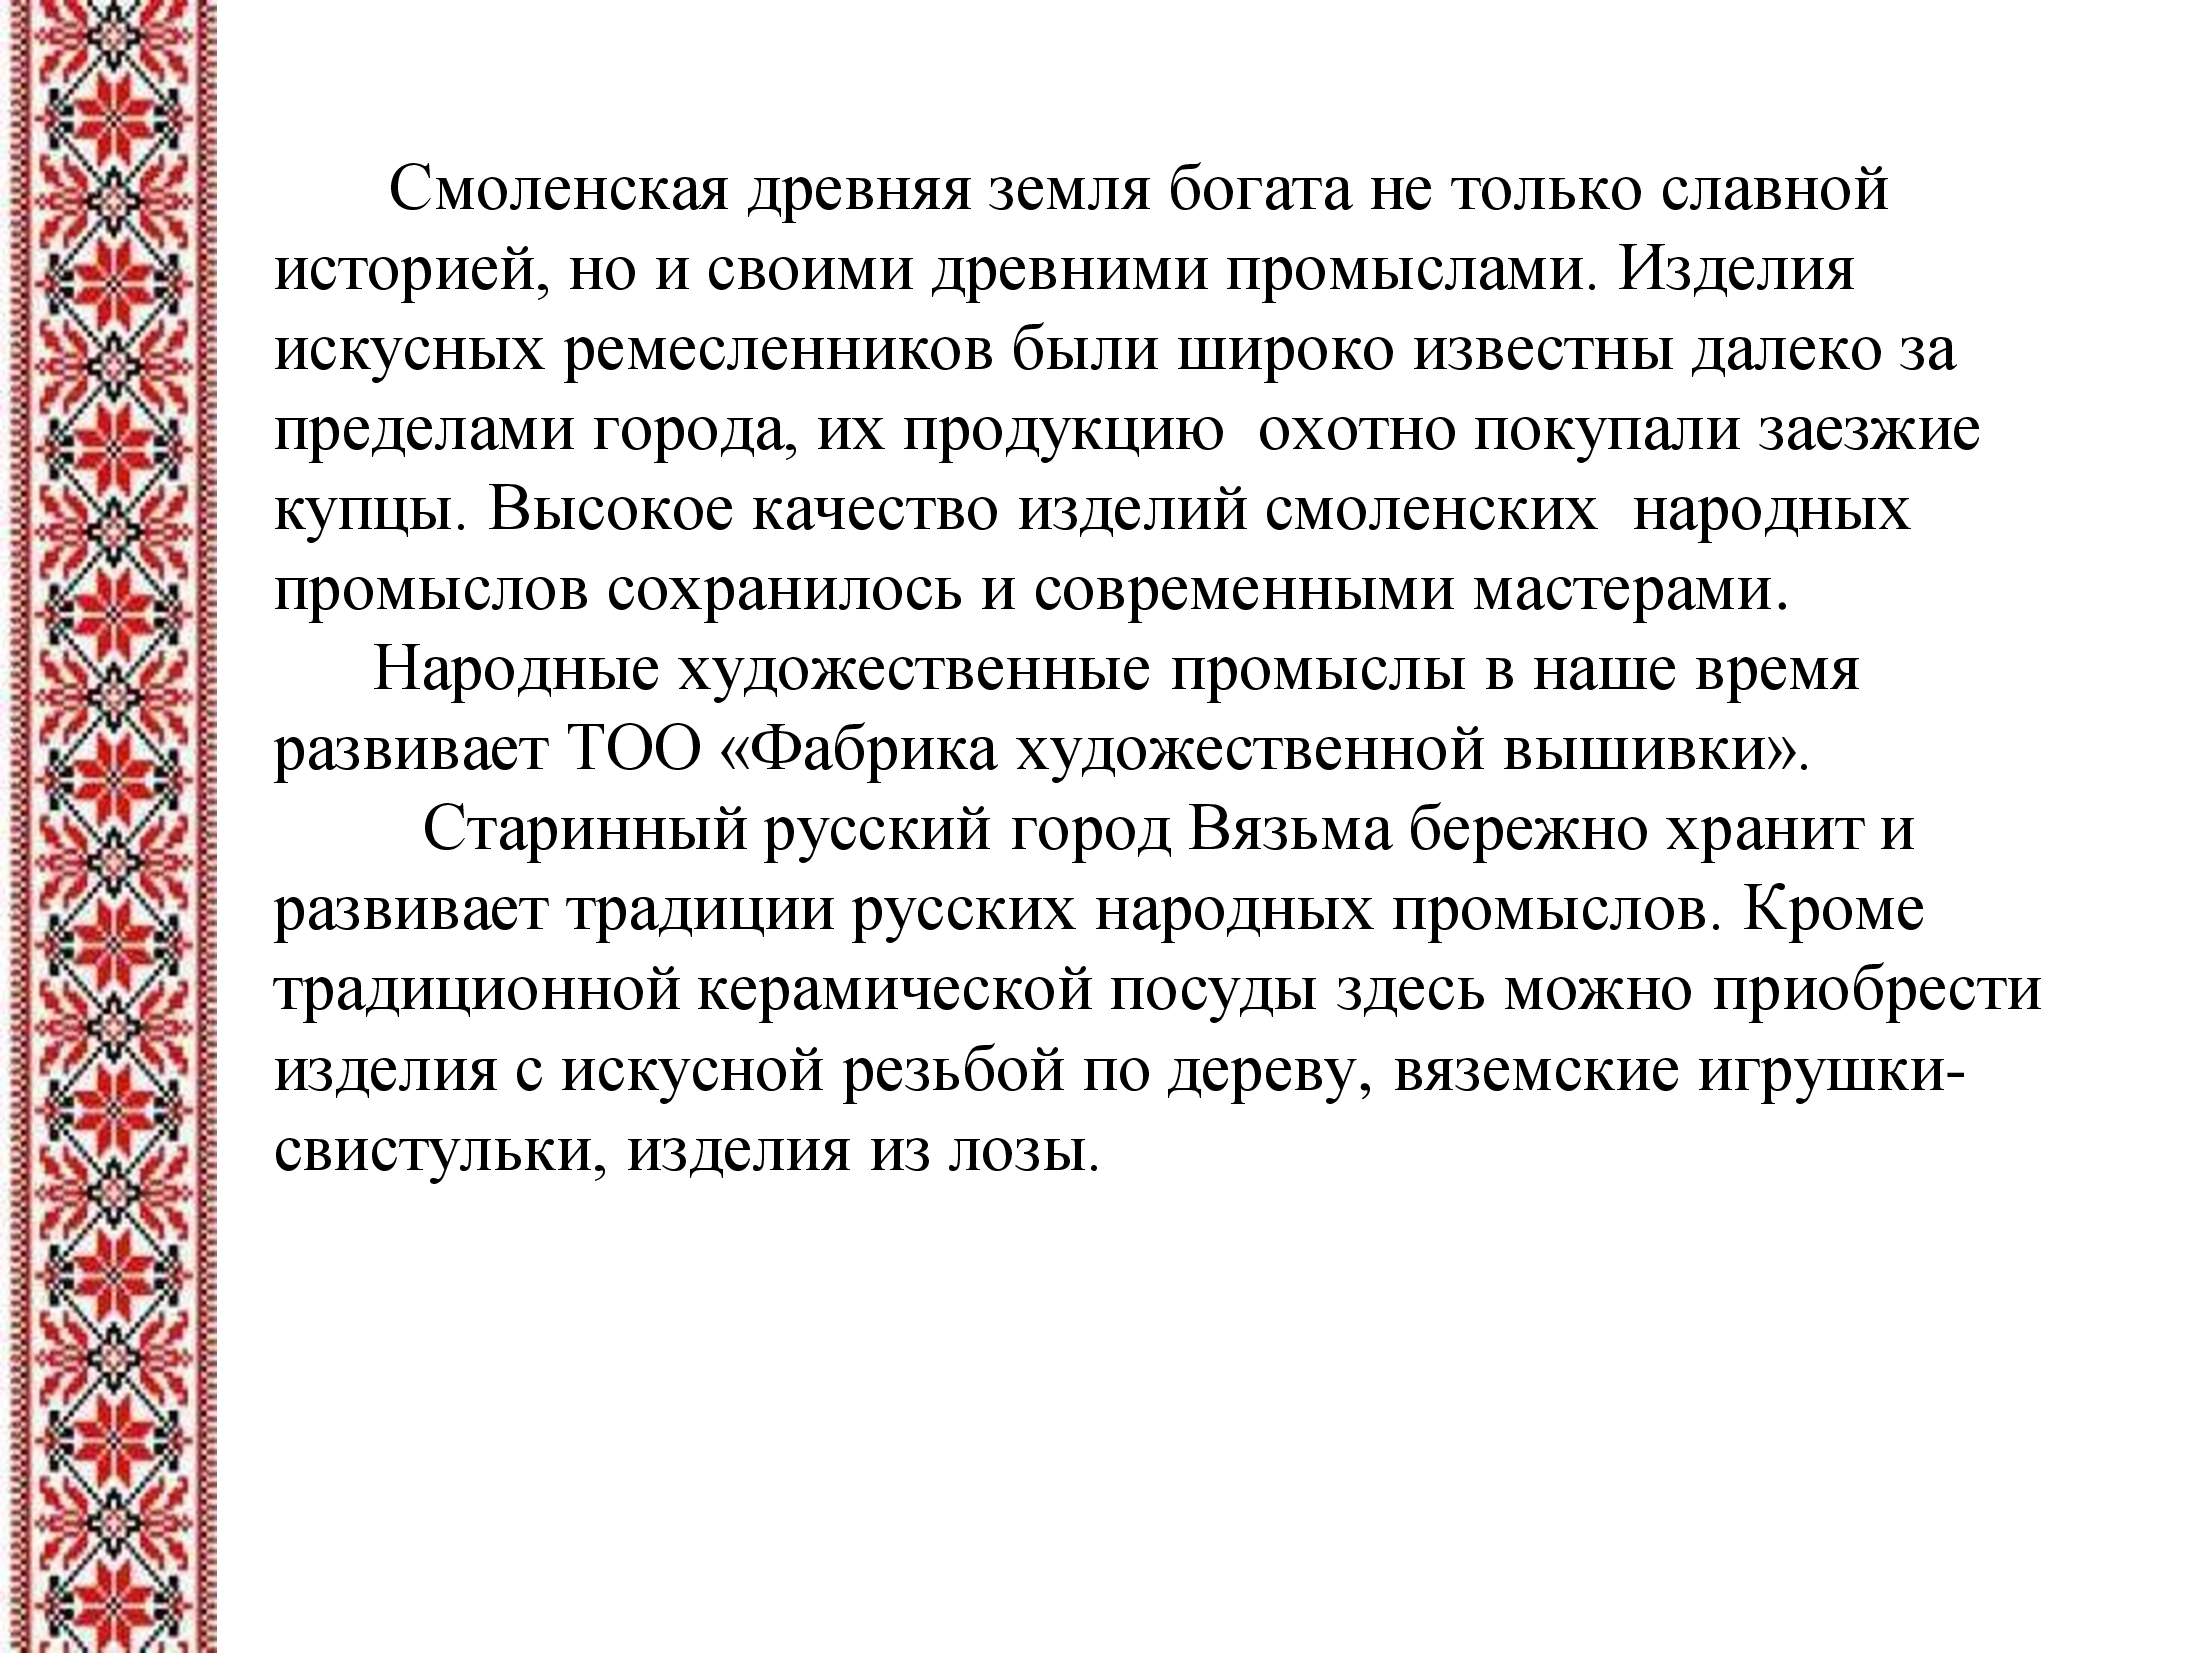 Смоленская древняя земля богата не только славной
историей, но и своими древними промыслами. Изделия
искусных ремесленников были широко известны далеко за
пределами города, их продукцию  охотно покупали заезжие
купцы. Высокое качество изделий смоленских  народных
промыслов сохранилось и современными мастерами.
Народные художественные промыслы в наше время
развивает ТОО «Фабрика художественной вышивки».
Старинный русский город Вязьма бережно хранит и
развивает традиции русских народных промыслов. Кроме
традиционной керамической посуды здесь можно приобрести
изделия с искусной резьбой по дереву, вяземские игрушки-
свистульки, изделия из лозы.